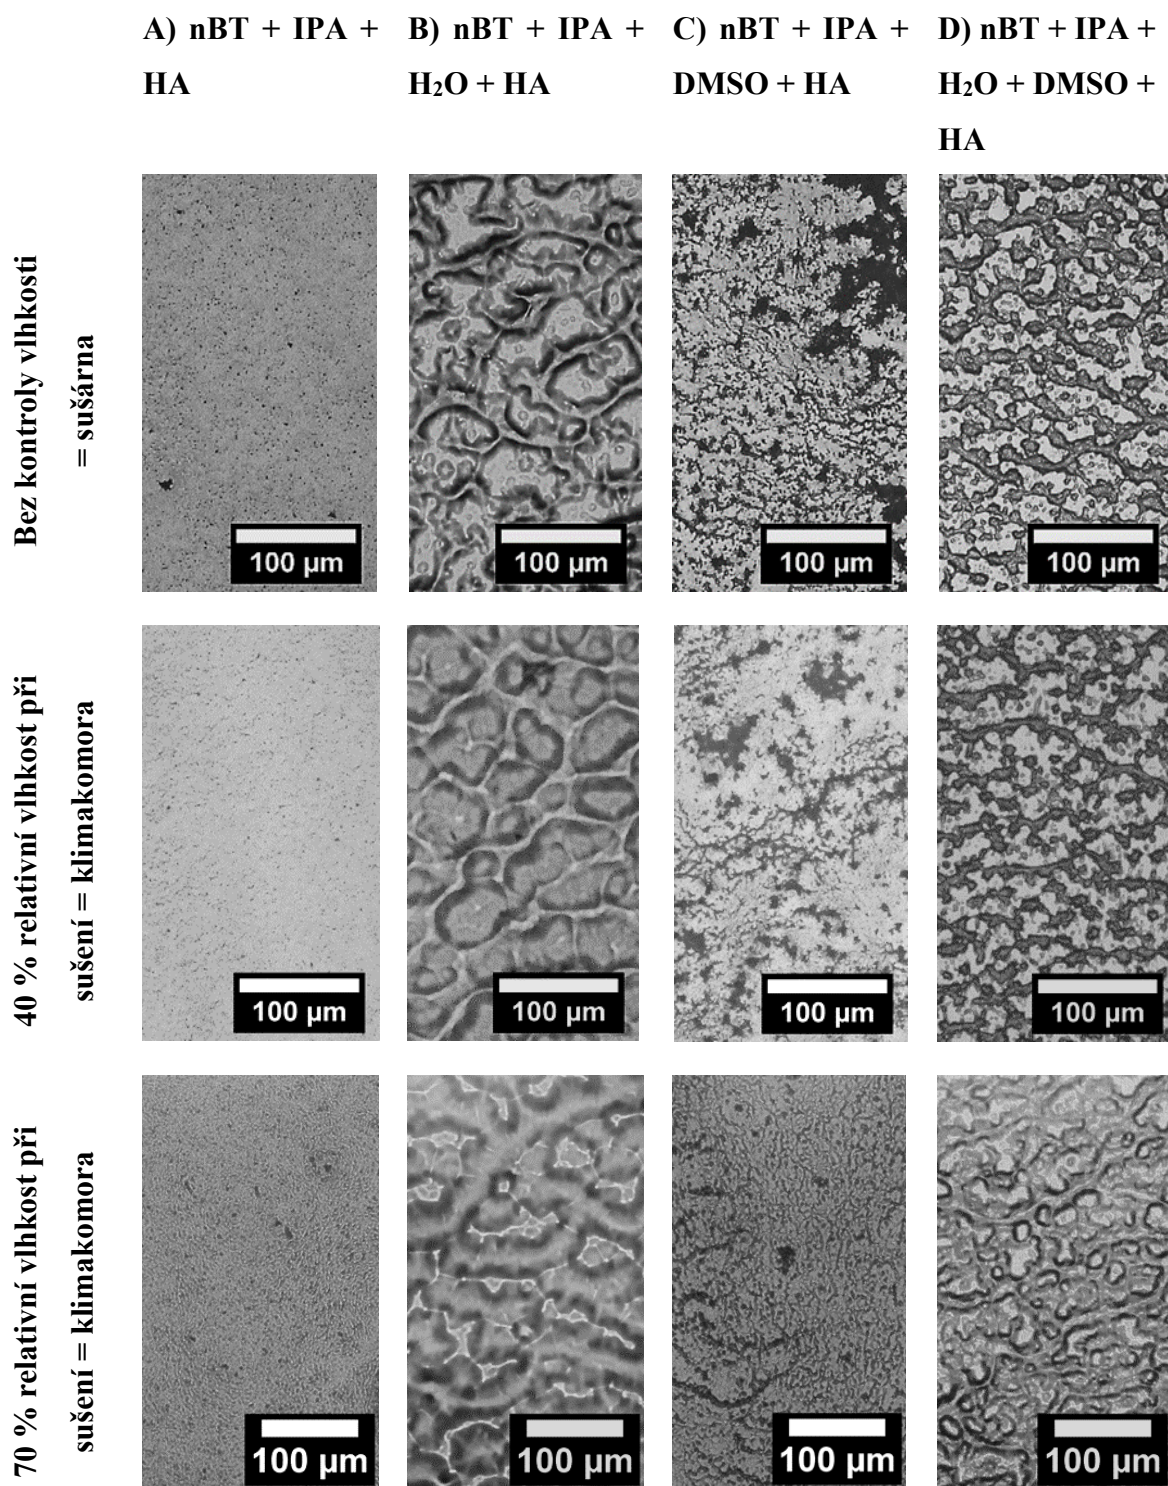 A) nBT + IPA +
HA
B) nBT + IPA +
H₂O + HA
C) nBT + IPA +
DMSO + HA
D) nBT + IPA +
H₂O + DMSO +
HA
Bez kontroly vlhkosti
= sušárna
100 µm
100 µm
100 µm
100 µm
40 % relativní vlhkost při
sušení = klimakomora
100 µm
100 µm
100 µm
100 µm
70 % relativní vlhkost při
sušení = klimakomora
100 µm
100 µm
100 µm
100 µm